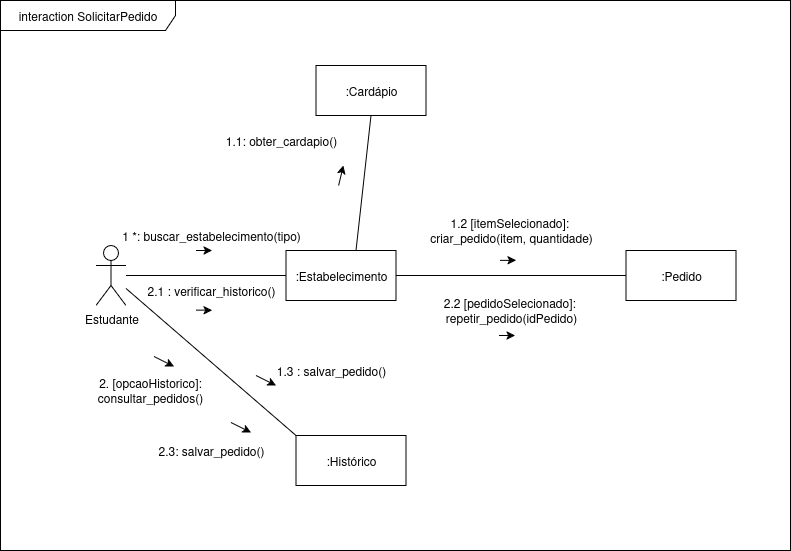 interaction SolicitarPedido
:Cardápio
1.1: obter_cardapio()
1.2 [itemSelecionado]:
criar_pedido(item, quantidade)
1 *: buscar_estabelecimento(tipo)
:Estabelecimento
:Pedido
2.1 : verificar_historico()
2.2 [pedidoSelecionado]:
repetir_pedido(idPedido)
Estudante
1.3 : salvar_pedido()
2. [opcaoHistorico]:
consultar_pedidos()
2.3: salvar_pedido()
:Histórico